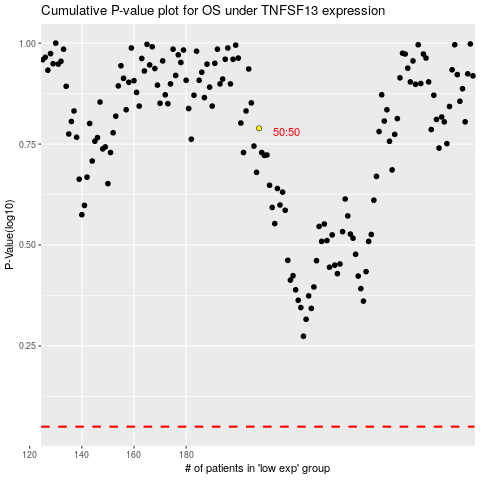 Cumulative P-value plot for OS under TNFSF13 expression
1.00
0.75
0.50
0.25
P-Value(log10)
50:50
120 140 160 180
# of patients in 'low exp' group